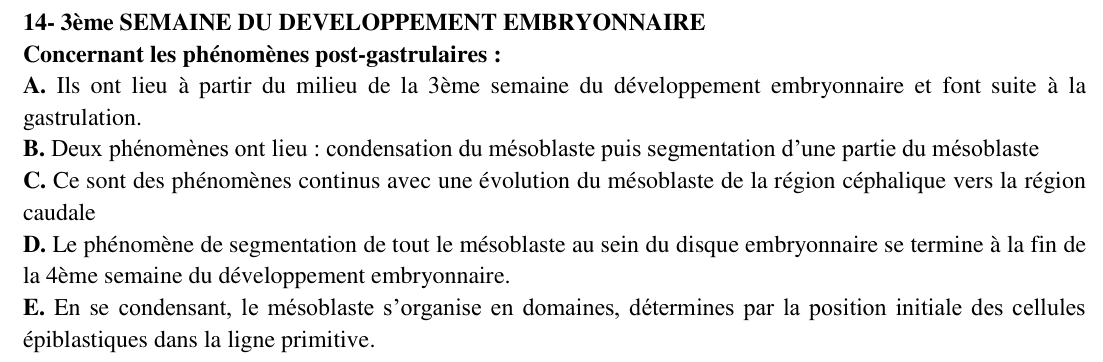 14- 3ème SEMAINE DU DEVELOPPEMENT EMBRYONNAIRE
Concernant les phénomènes post-gastrulaires :
A. Ils ont lieu à partir du milieu de la 3ème semaine du développement embryonnaire et font suite à la
gastrulation.
B. Deux phénomènes ont lieu : condensation du mésoblaste puis segmentation d’une partie du mésoblaste
C. Ce sont des phénomènes continus avec une évolution du mésoblaste de la région céphalique vers la région
caudale
D. Le phénomène de segmentation de tout le mésoblaste au sein du disque embryonnaire se termine à la fin de
la 4ème semaine du développement embryonnaire.
E. En se condensant, le mésoblaste s’organise en domaines, détermines par la position initiale des cellules
épiblastiques dans la ligne primitive.